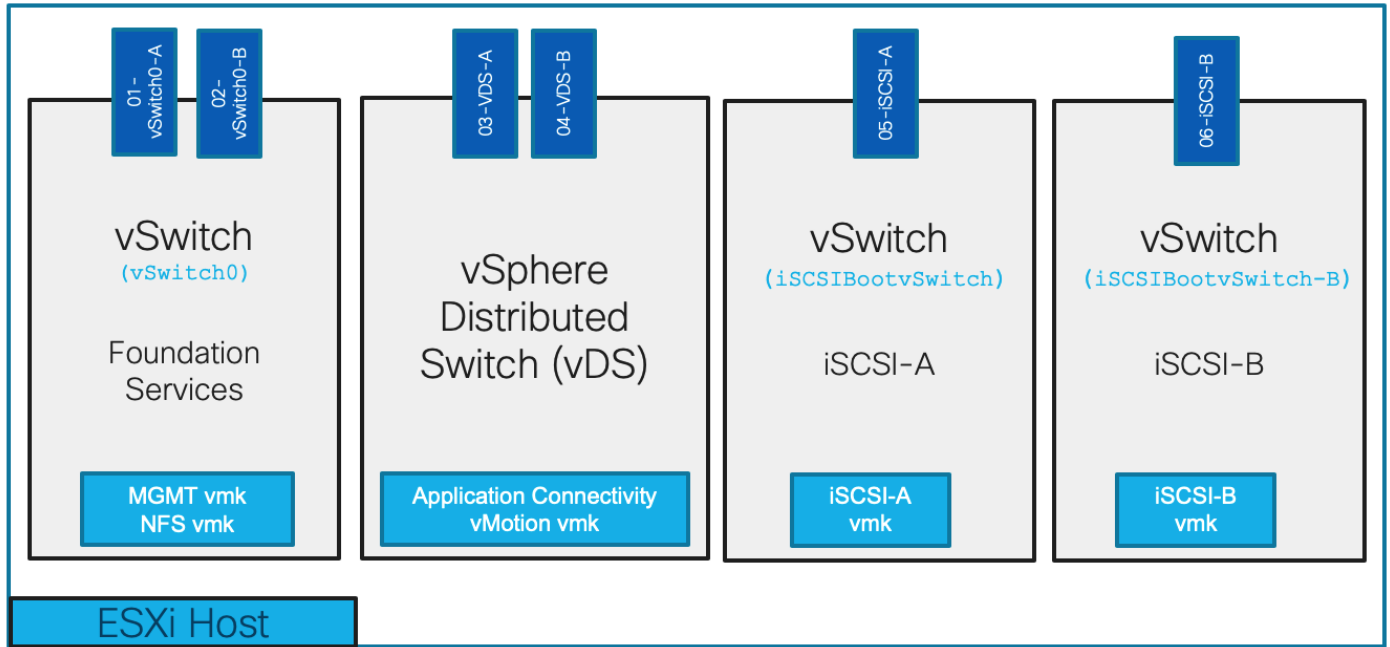 01-
vSwitch0-A
02-
vSwitch0-B
vSwitch
(vSwitch0)
Foundation
Services
MGMT vmk
NFS vmk
03-VDS-A
04-VDS-B
vSphere
Distributed
Switch (vDS)
Application Connectivity
vMotion vmk
05-iSCSI-A
vSwitch
(iSCSIBootvSwitch)
iSCSI-A
iSCSI-A
vmk
06-iSCSI-B
vSwitch
(iSCSIBootvSwitch-B)
iSCSI-B
iSCSI-B
vmk
ESXi Host